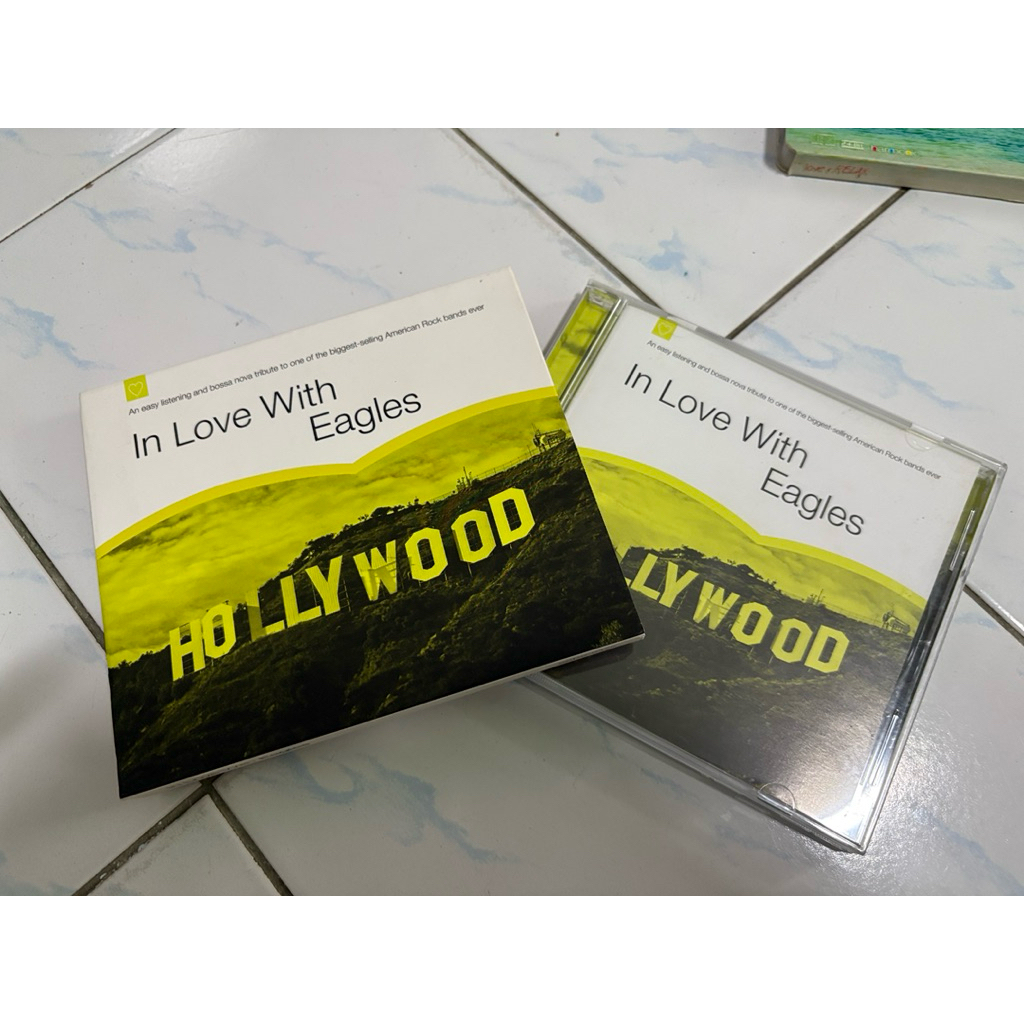 An easy listening and bossa nova tribute to one of the biggest-selling American Rock bands ever
In Love With
Eagles
HOLLYWOOD
An easy listening and bossa nova tribute to one of the biggest-selling American Rock bands ever
In Love With
Eagles
LLYWOOD